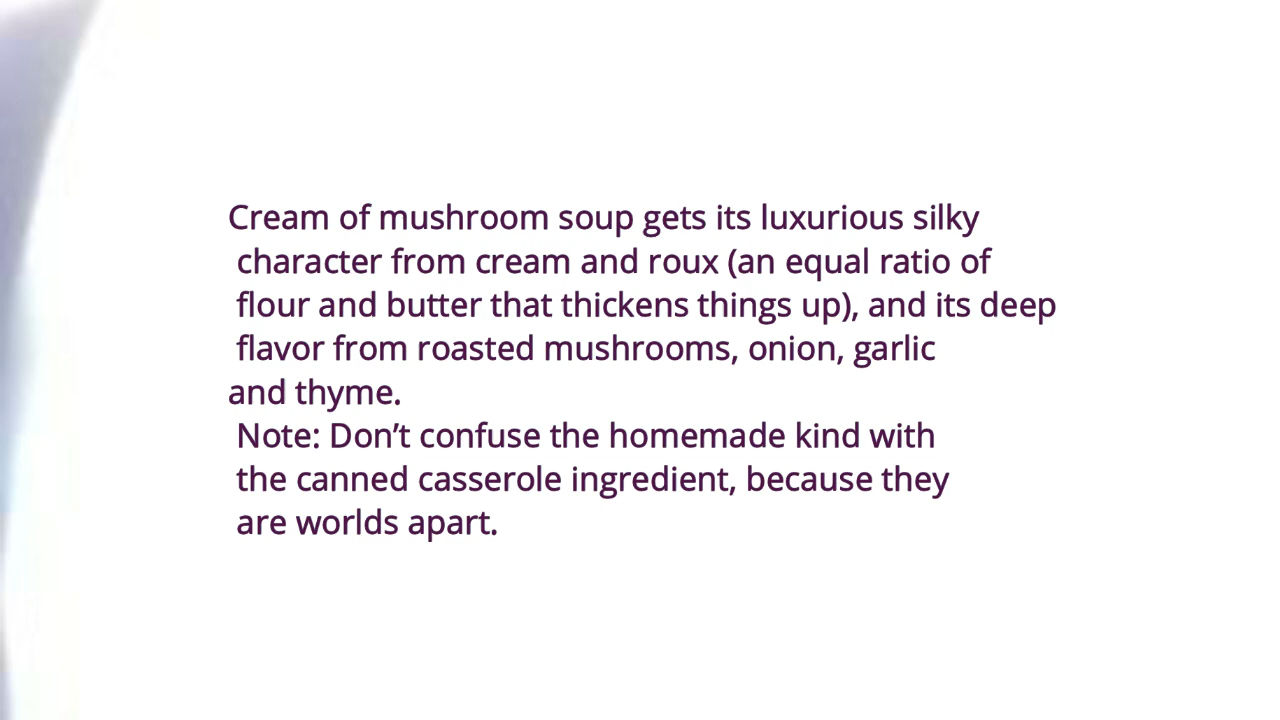 Cream of mushroom soup gets its luxurious silky
character from cream and roux (an equal ratio of
flour and butter that thickens things up), and its deep
flavor from roasted mushrooms, onion, garlic
and thyme.
Note: Don’t confuse the homemade kind with
the canned casserole ingredient, because they
are worlds apart.